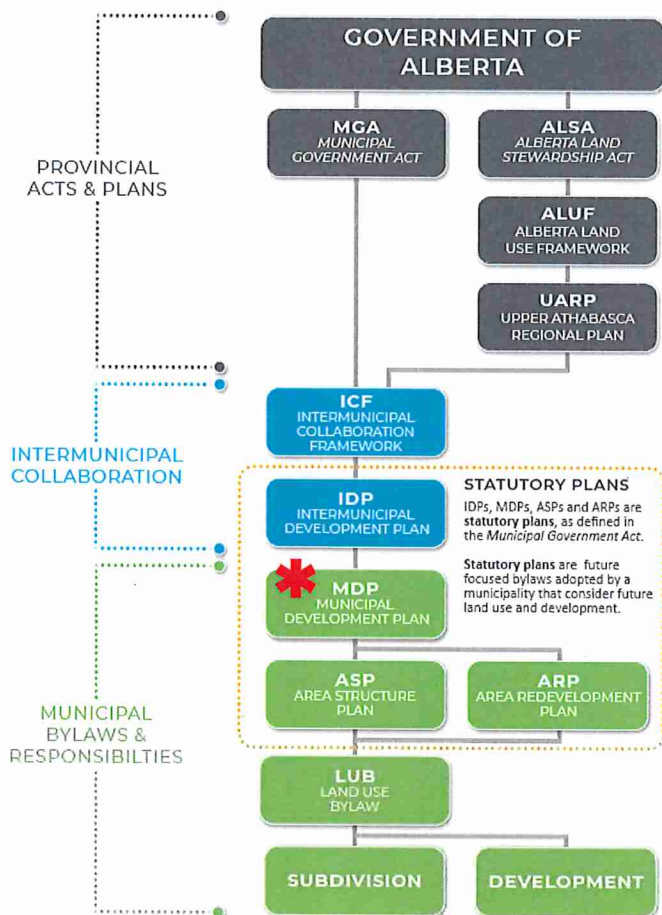 GOVERNMENT OF
ALBERTA
MGA
MUNICIPAL
GOVERNMENT ACT
ALSA
ALBERTA LAND
STEWARDSHIP ACT
PROVINCIAL
ACTS & PLANS
ALUF
ALBERTA LAND
USE FRAMEWORK
UARP
UPPER ATHABASCA
REGIONAL PLAN
ICF
INTERMUNICIPAL
COLLABORATION
FRAMEWORK
INTERMUNICIPAL
COLLABORATION
IDP
INTERMUNICIPAL
DEVELOPMENT PLAN
STATUTORY PLANS
IDPs, MDPs, ASPs and ARPs are
statutory plans, as defined in
the Municipal Government Act.
Statutory plans are future
focused bylaws adopted by a
municipality that consider future
land use and development.
MDP
MUNICIPAL
DEVELOPMENT PLAN
ASP
AREA STRUCTURE
PLAN
ARP
AREA REDEVELOPMENT
PLAN
MUNICIPAL
BYLAWS &
RESPONSIBILTIES
LUB
LAND USE
BYLAW
SUBDIVISION
DEVELOPMENT